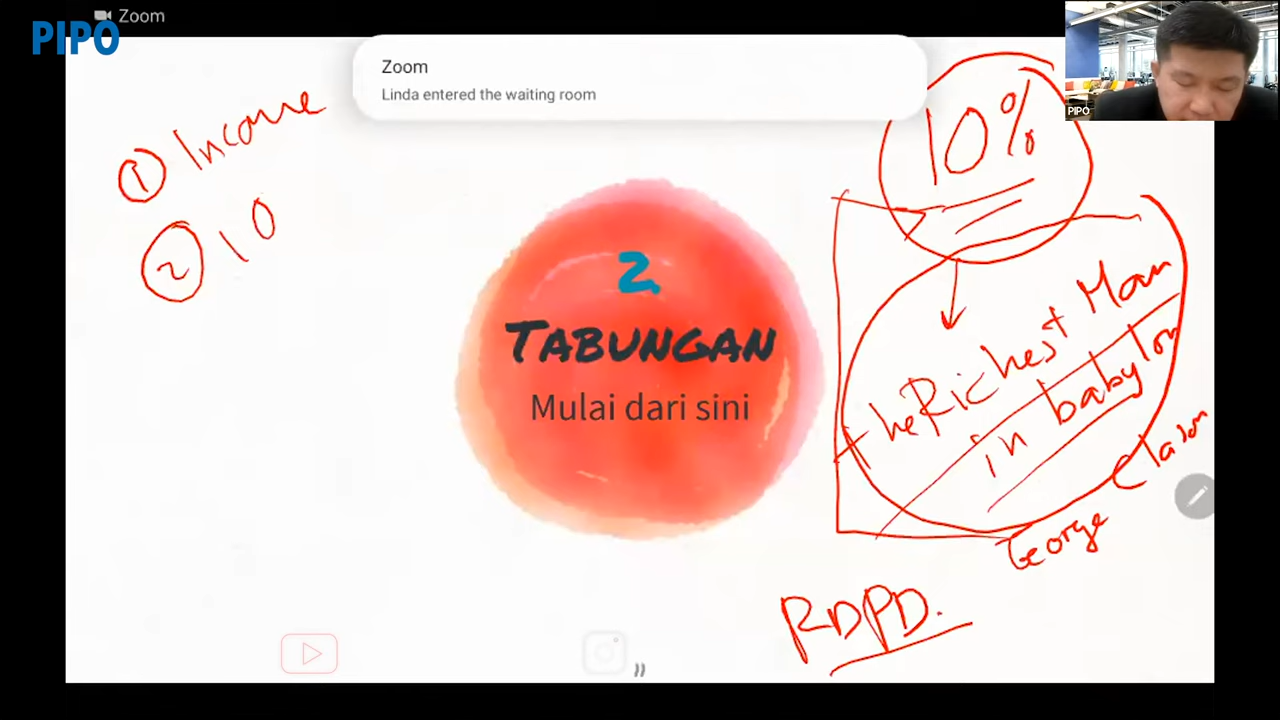 Zoom
PIPO
Zoom
Linda entered the waiting room
PIPO
① Income
② 10
10%
2.
TABUNGAN
Mulai dari sini
the Richest Man
in babylon
George Clason
RDPD.